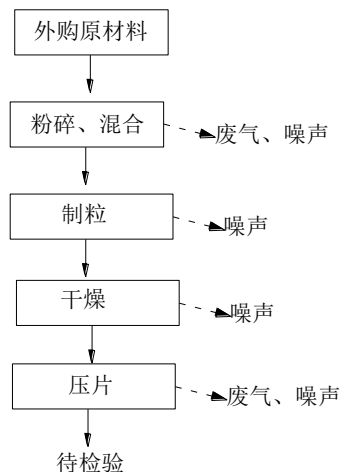 外购原材料
粉碎、混合
废气、噪声
制粒
噪声
干燥
噪声
压片
废气、噪声
待检验